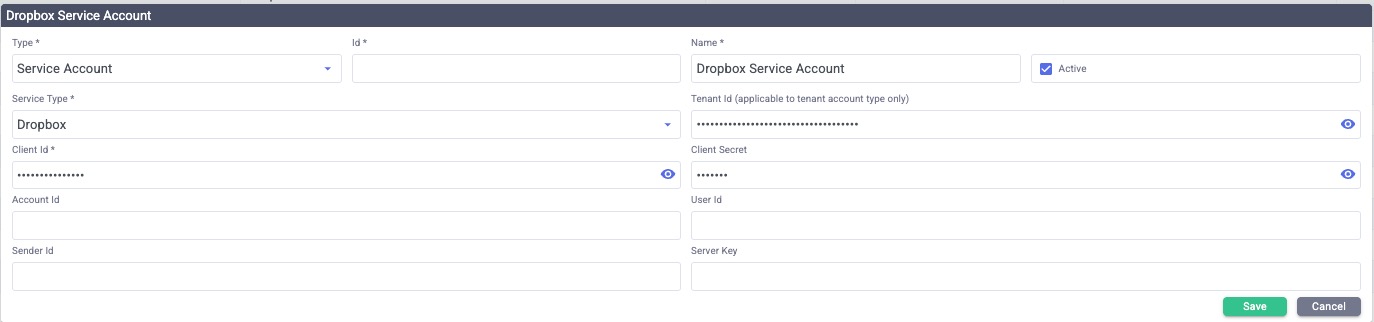 Dropbox Service Account
Type *
Id *
Name *
Service Account
Dropbox Service Account
Active
Service Type *
Tenant Id (applicable to tenant account type only)
Dropbox
••••••••••••••••••••••••••••••••••••
Client Id *
Client Secret
•••••••••••••••
•••••••
Account Id
User Id
Sender Id
Server Key
Save
Cancel